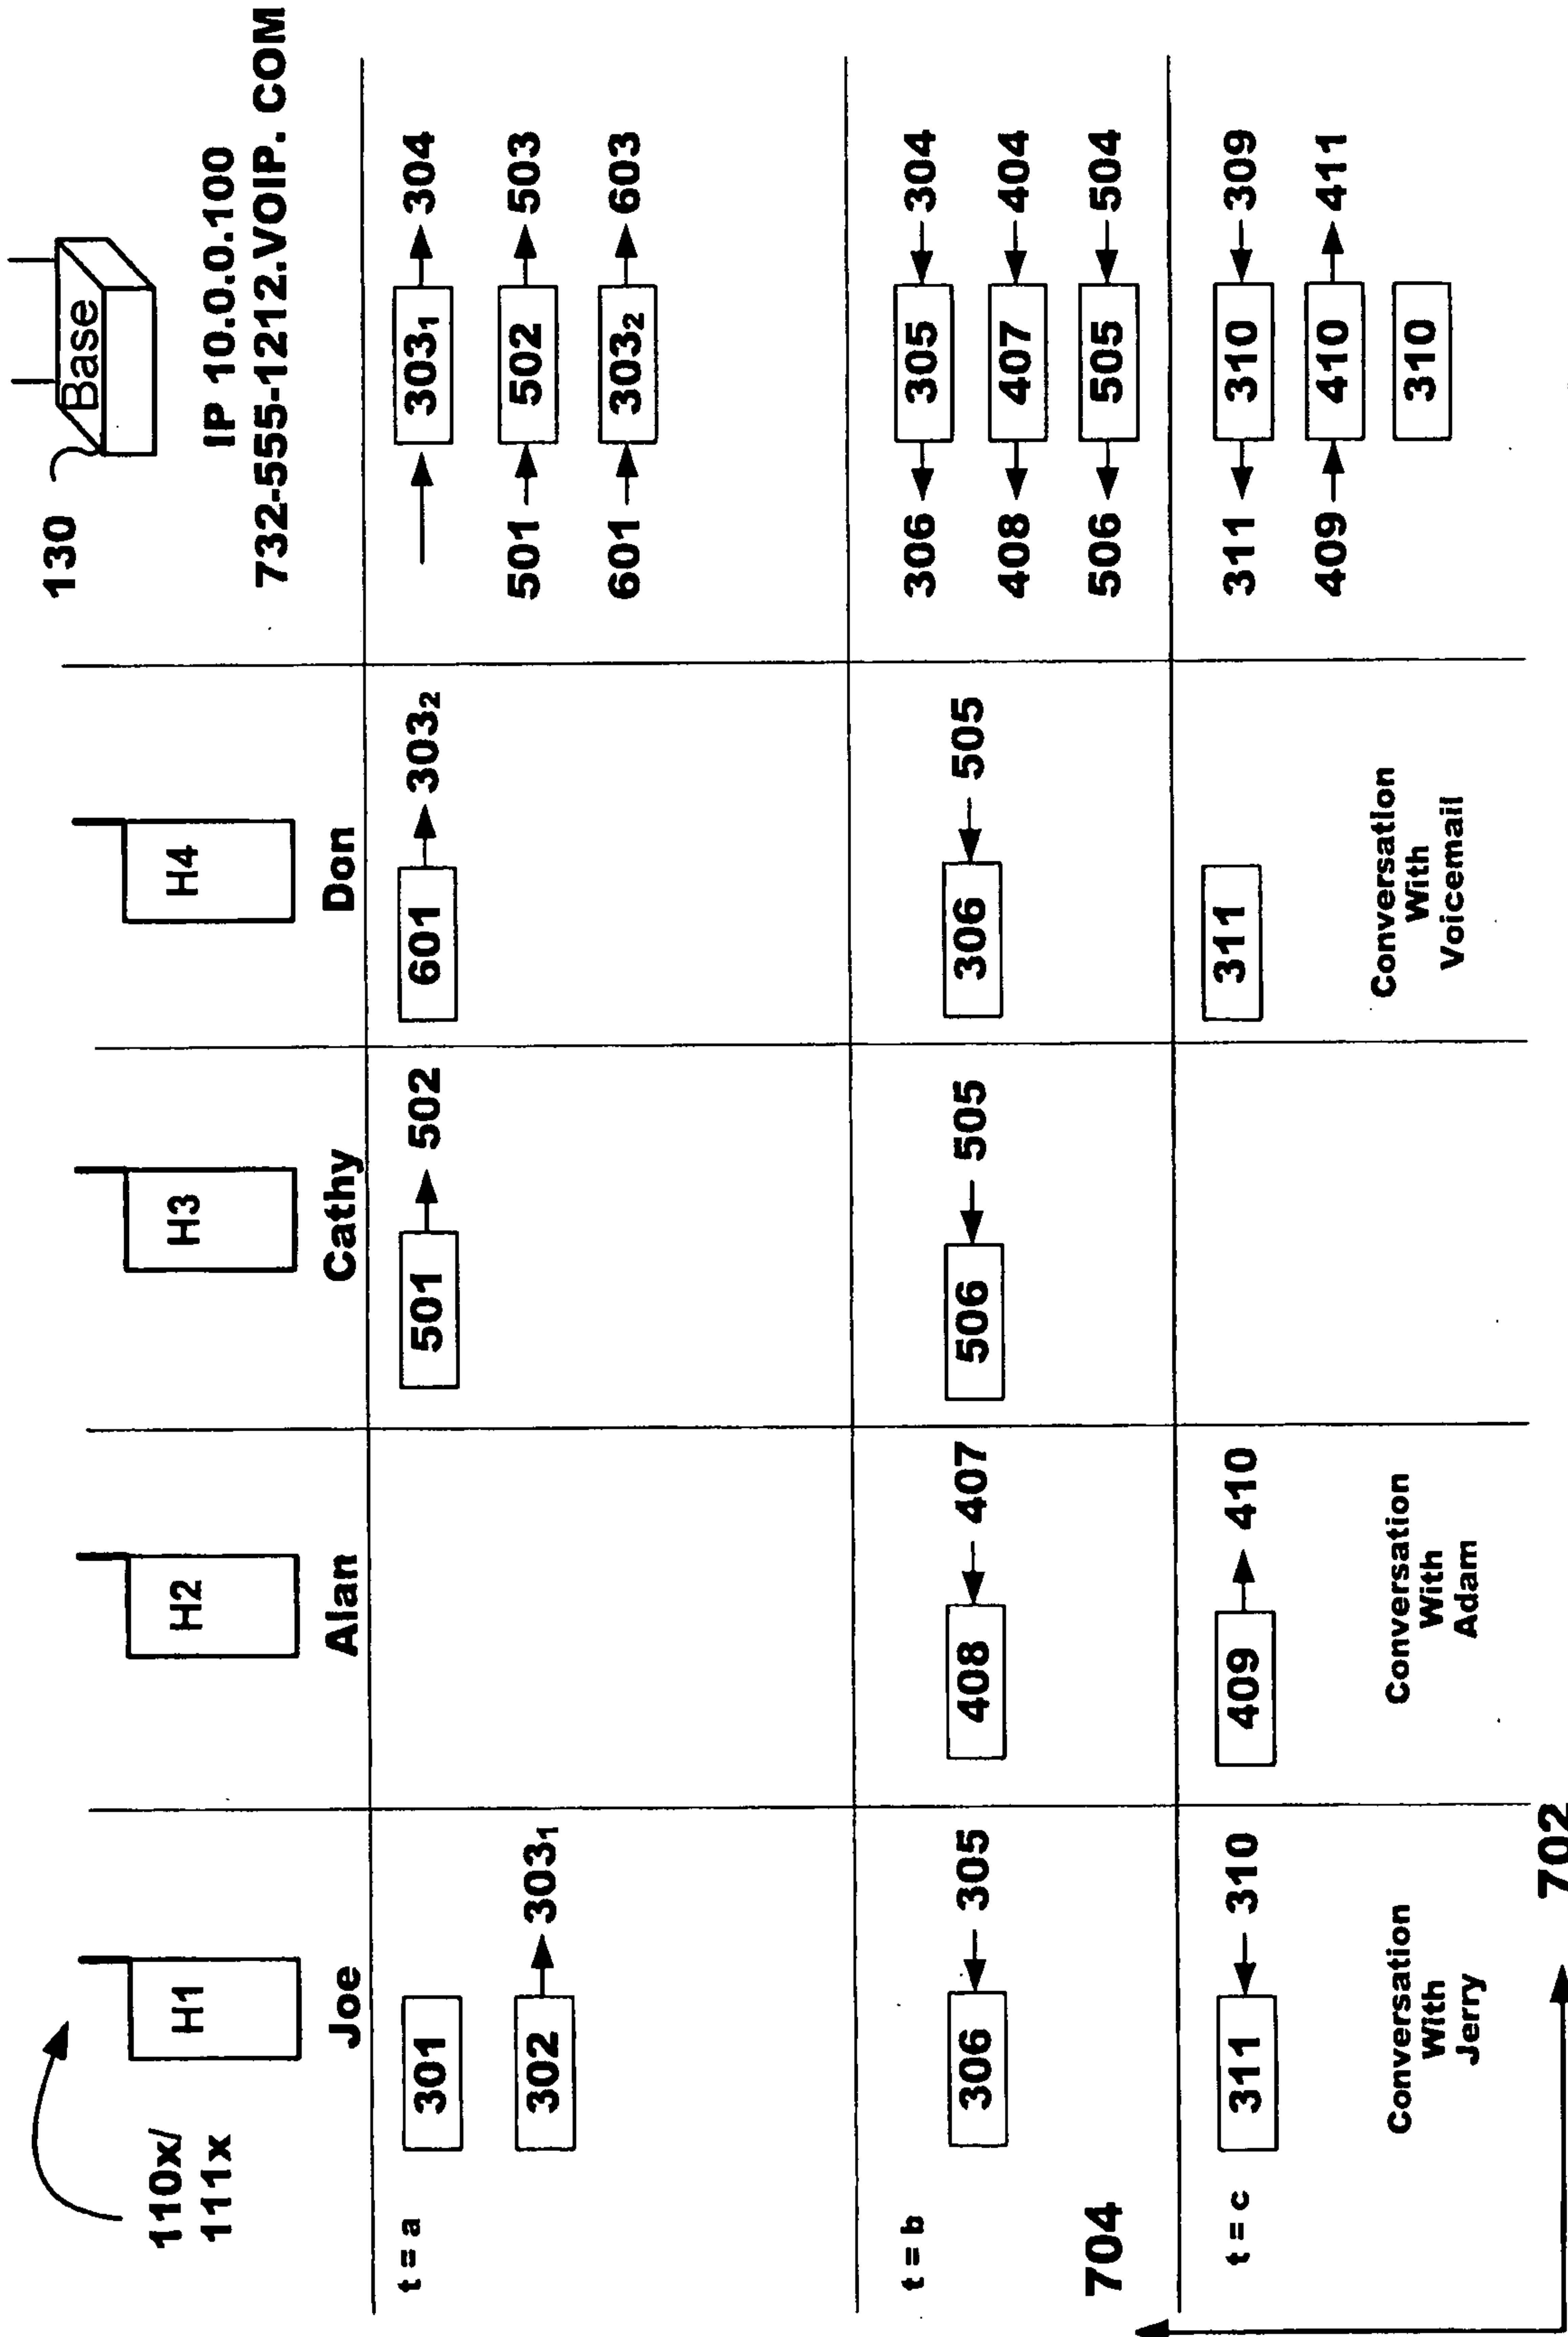 110x/
111x
H1
H2
H3
H4
Base
130
IP 10.0.0.100
732-555-1212.VOIP. COM
Joe
Alan
Cathy
Don
t = a
301
302 303₁
501 502
601 303₂
303₁ 304
501 502 503
601 303₂ 603
t = b
306 305
408 407
506 505
306 505
306 305 304
408 407 404
506 505 504
704
t = c
311 310
409 410
311
311 310 309
409 410 411
310
Conversation
With
Jerry
Conversation
With
Adam
Conversation
With
Voicemail
702